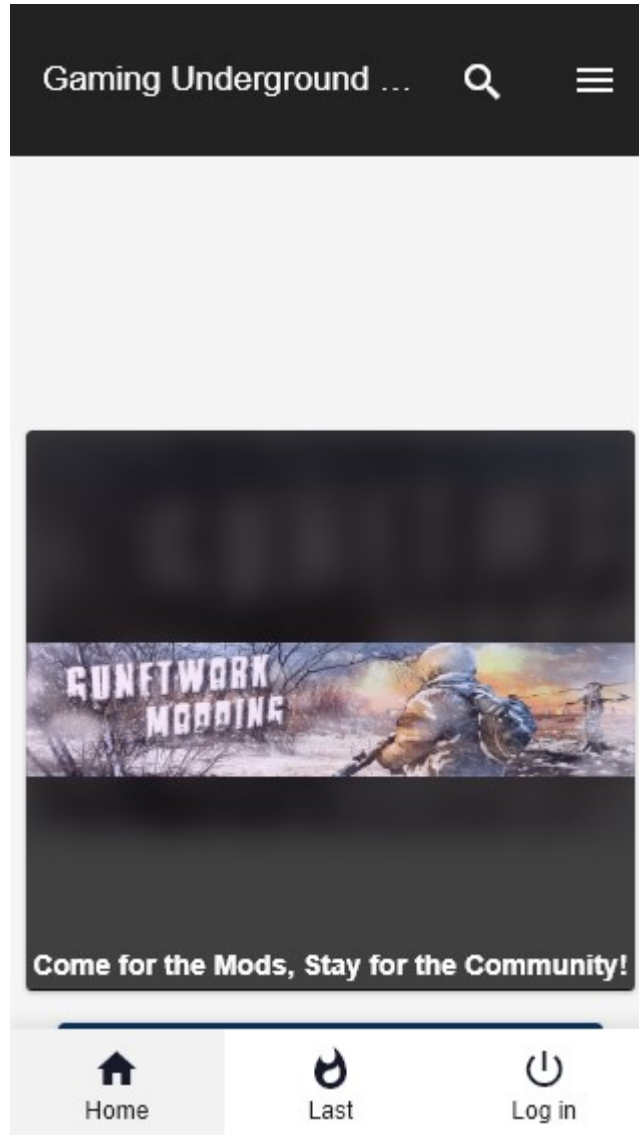 Gaming Underground ...
GUNETWORK
MODDING
Come for the Mods, Stay for the Community!
Home
Last
Log in